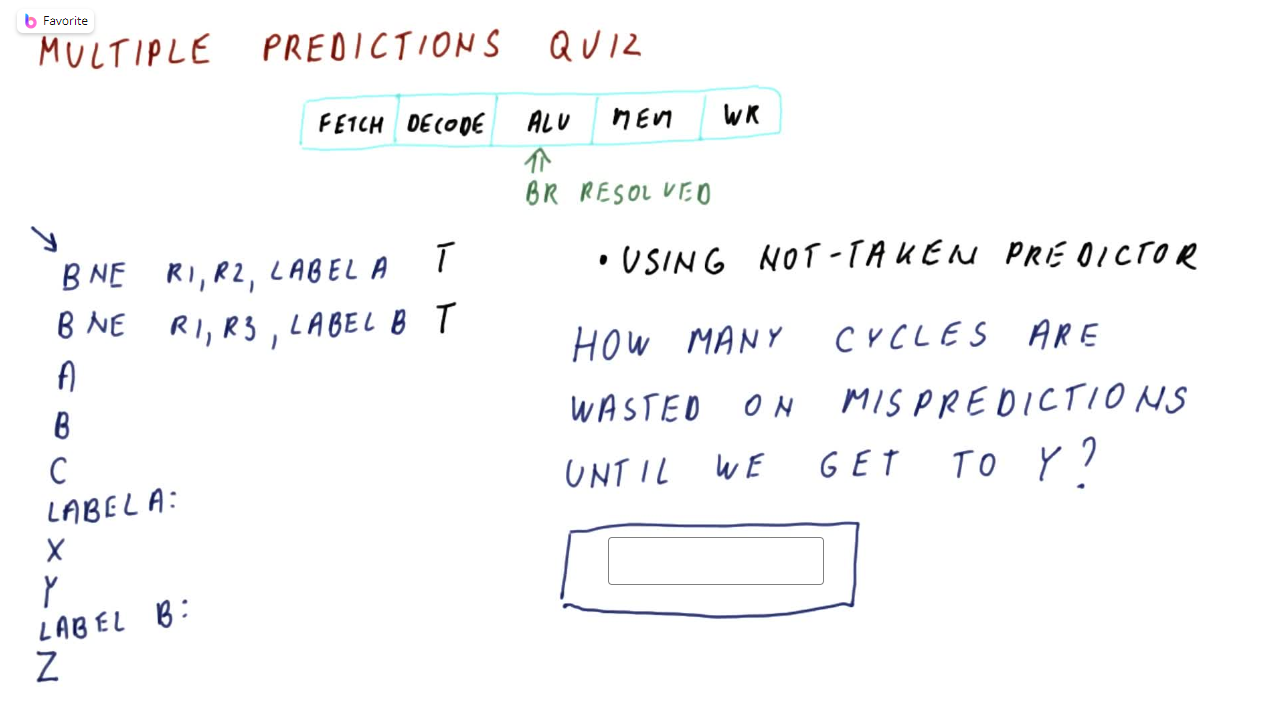 Favorite
MULTIPLE PREDICTIONS QUIZ
FETCH DECODE ALU MEM WR
BR RESOLVED
BNE R1, R2, LABEL A T
BNE R1, R3, LABEL B T
A
B
C
LABEL A:
X
Y
LABEL B:
Z
• USING NOT-TAKEN PREDICTOR
HOW MANY CYCLES ARE
WASTED ON MISPREDICTIONS
UNTIL WE GET TO Y?